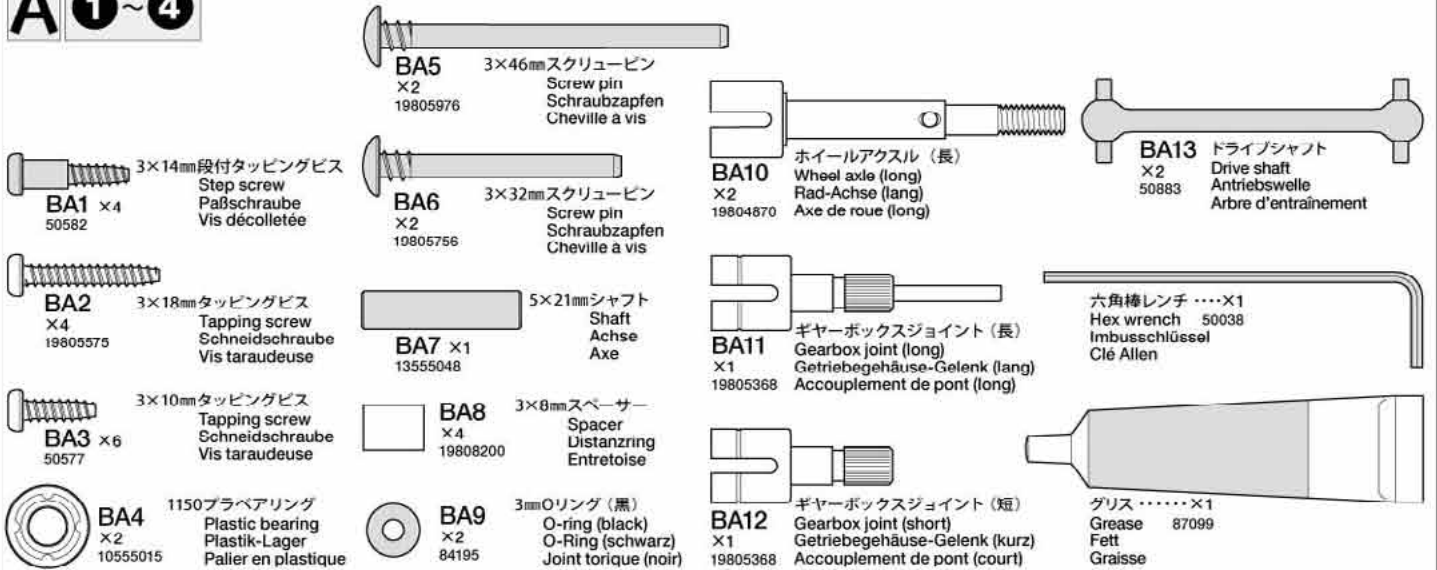 A ①~④
BA1 ×4
50582
3×14㎜段付タッピングビス
Step screw
Paßschraube
Vis décolletée
BA2
×4
19805575
3×18㎜タッピングビス
Tapping screw
Schneidschraube
Vis taraudeuse
BA3 ×6
50577
3×10㎜タッピングビス
Tapping screw
Schneidschraube
Vis taraudeuse
BA4
×2
10555015
1150プラベアリング
Plastic bearing
Plastik-Lager
Palier en plastique
BA5
×2
19805976
3×46㎜スクリューピン
Screw pin
Schraubzapfen
Cheville à vis
BA6
×2
19805756
3×32㎜スクリューピン
Screw pin
Schraubzapfen
Cheville à vis
BA7 ×1
13555048
5×21㎜シャフト
Shaft
Achse
Axe
BA8
×4
19808200
3×8㎜スペーサー
Spacer
Distanzring
Entretoise
BA9
×2
84195
3㎜Oリング（黒）
O-ring (black)
O-Ring (schwarz)
Joint torique (noir)
BA10
×2
19804870
ホイールアクスル（長）
Wheel axle (long)
Rad-Achse (lang)
Axe de roue (long)
BA11
×1
19805368
ギヤーボックスジョイント（長）
Gearbox joint (long)
Getriebegehäuse-Gelenk (lang)
Accouplement de pont (long)
BA12
×1
19805368
ギヤーボックスジョイント（短）
Gearbox joint (short)
Getriebegehäuse-Gelenk (kurz)
Accouplement de pont (court)
BA13
×2
50883
ドライブシャフト
Drive shaft
Antriebswelle
Arbre d'entraînement
六角棒レンチ ····×1
Hex wrench 50038
Imbusschlüssel
Clé Allen
グリス ······×1
Grease 87099
Fett
Graisse